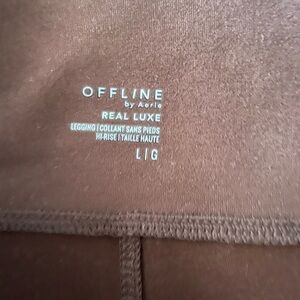 OFFLINE
by Aerie
REAL LUXE
LEGGING | COLLANT SANS PIEDS
HI-RISE | TAILLE HAUTE
L | G